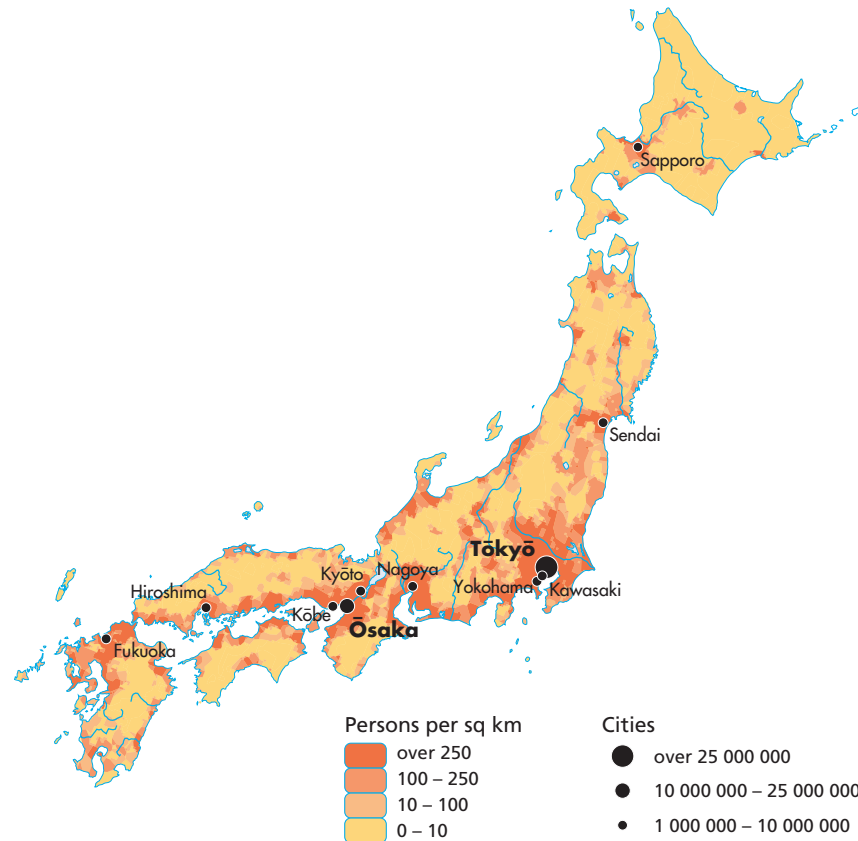 Sapporo
Sendai
Tōkyō
Kyōto
Nagoya
Yokohama
Kawasaki
Hiroshima
Kōbe
Ōsaka
Fukuoka
Persons per sq km
over 250
100 – 250
10 – 100
0 – 10
Cities
over 25 000 000
10 000 000 – 25 000 000
1 000 000 – 10 000 000